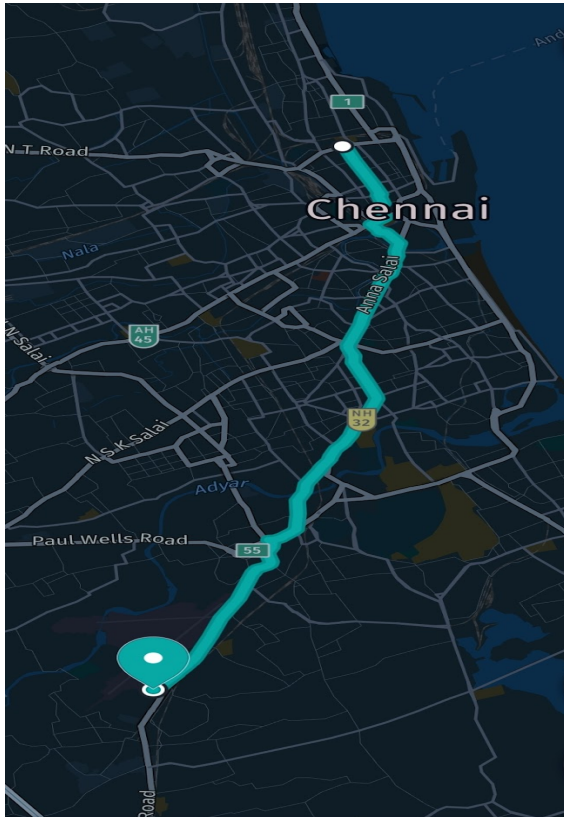 And
1
N T Road
Chennai
Nala
Anna Salai
AH
45
N Salai
N S K Salai
NH
32
Adyar
Paul Wells Road
55
Road